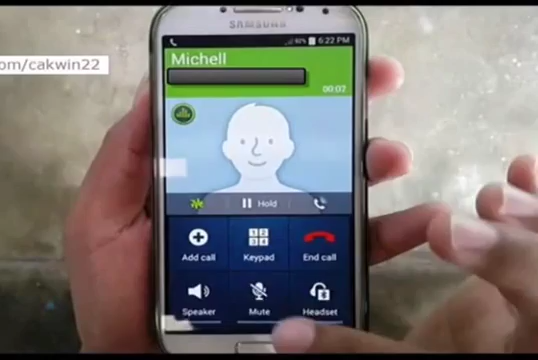 SAMSUNG
om/cakwin22
6:22 PM
Michell
00:07
Hold
Add call
Keypad
End call
Speaker
Mute
Headset